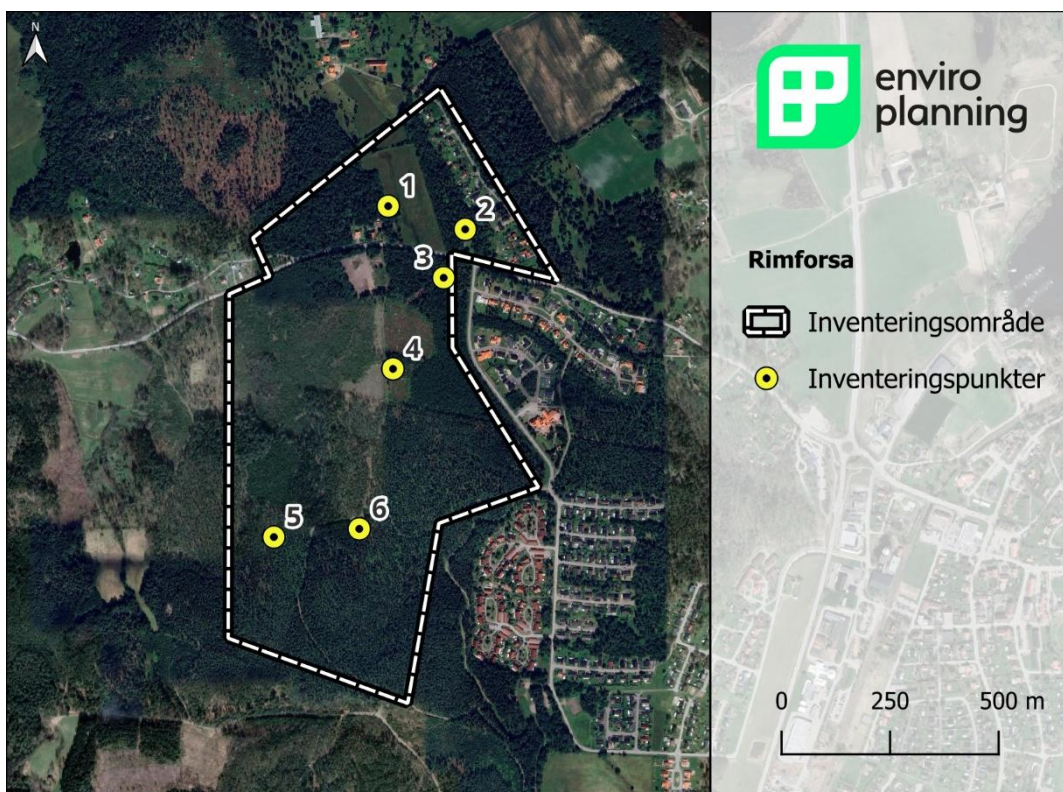 N
1
2
3
4
5
6
enviro
planning
Rimforsa
Inventeringsområde
Inventeringspunkter
0 250 500 m